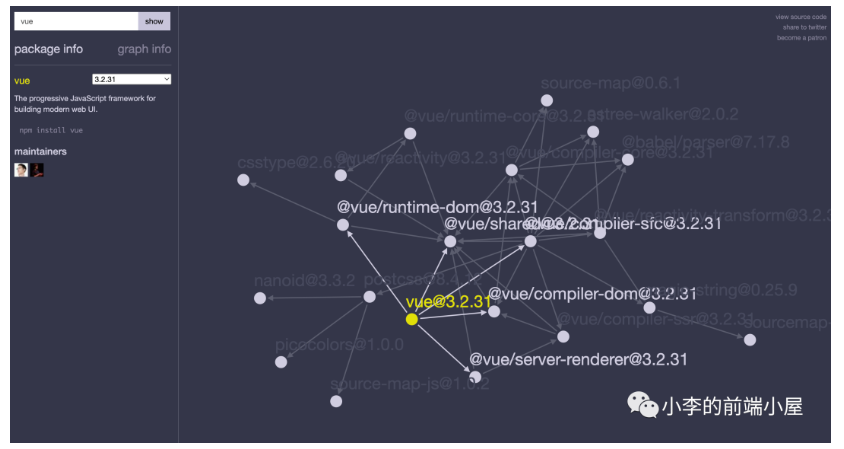 vue
show
view source code
share to twitter
become a patron
package info
graph info
vue
3.2.31
The progressive JavaScript framework for
building modern web UI.
npm install vue
maintainers
source-map@0.6.1
@vue/runtime-core@3.2.31
estree-walker@2.0.2
@babel/parser@7.17.8
csstype@2.6.
@vue/reactivity@3.2.31
@vue/compiler-core@3.2.31
@vue/runtime-dom@3.2.31
@vue/reactivity-transform@3.2.3
@vue/shared@3.2.31
@vue/compiler-sfc@3.2.31
nanoid@3.3.2
postcss@8.4.
string@0.25.9
vue@3.2.31
@vue/compiler-dom@3.2.31
@vue/compiler-ssr@3.2.31
sourcemap-
picocolors@1.0.0
@vue/server-renderer@3.2.31
source-map-js@1.0.2
小李的前端小屋